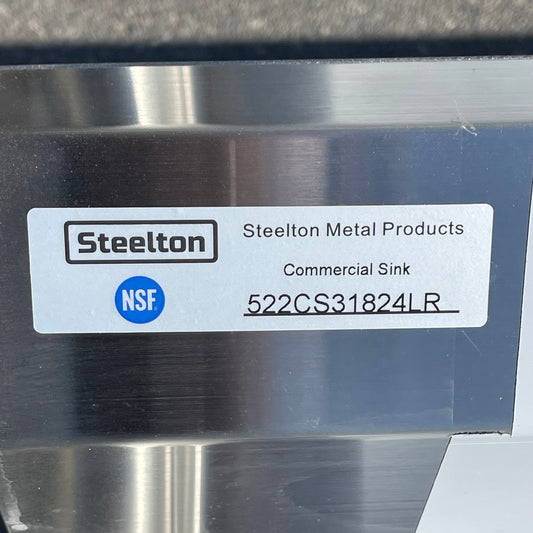 Steelton
Steelton Metal Products
Commercial Sink
NSF
522CS31824LR